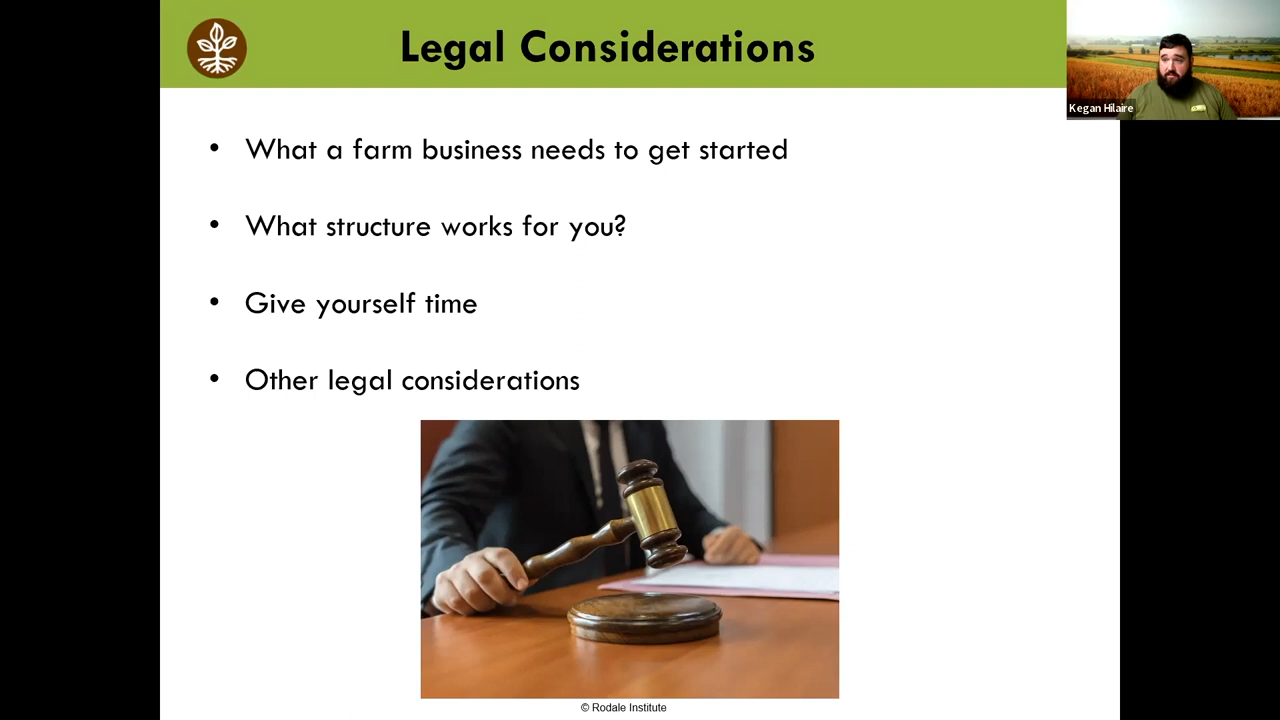 Legal Considerations
Kegan Hilaire
• What a farm business needs to get started
• What structure works for you?
• Give yourself time
• Other legal considerations
© Rodale Institute